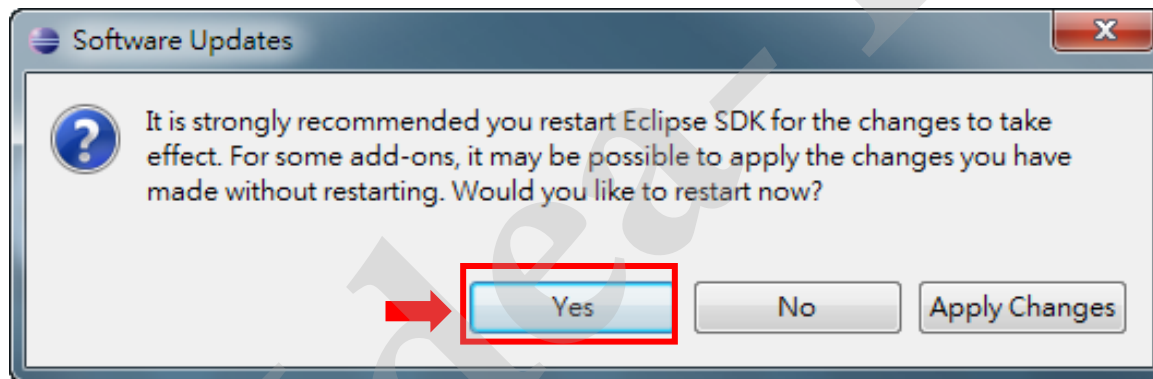 Software Updates
It is strongly recommended you restart Eclipse SDK for the changes to take
effect. For some add-ons, it may be possible to apply the changes you have
made without restarting. Would you like to restart now?
Yes No Apply Changes